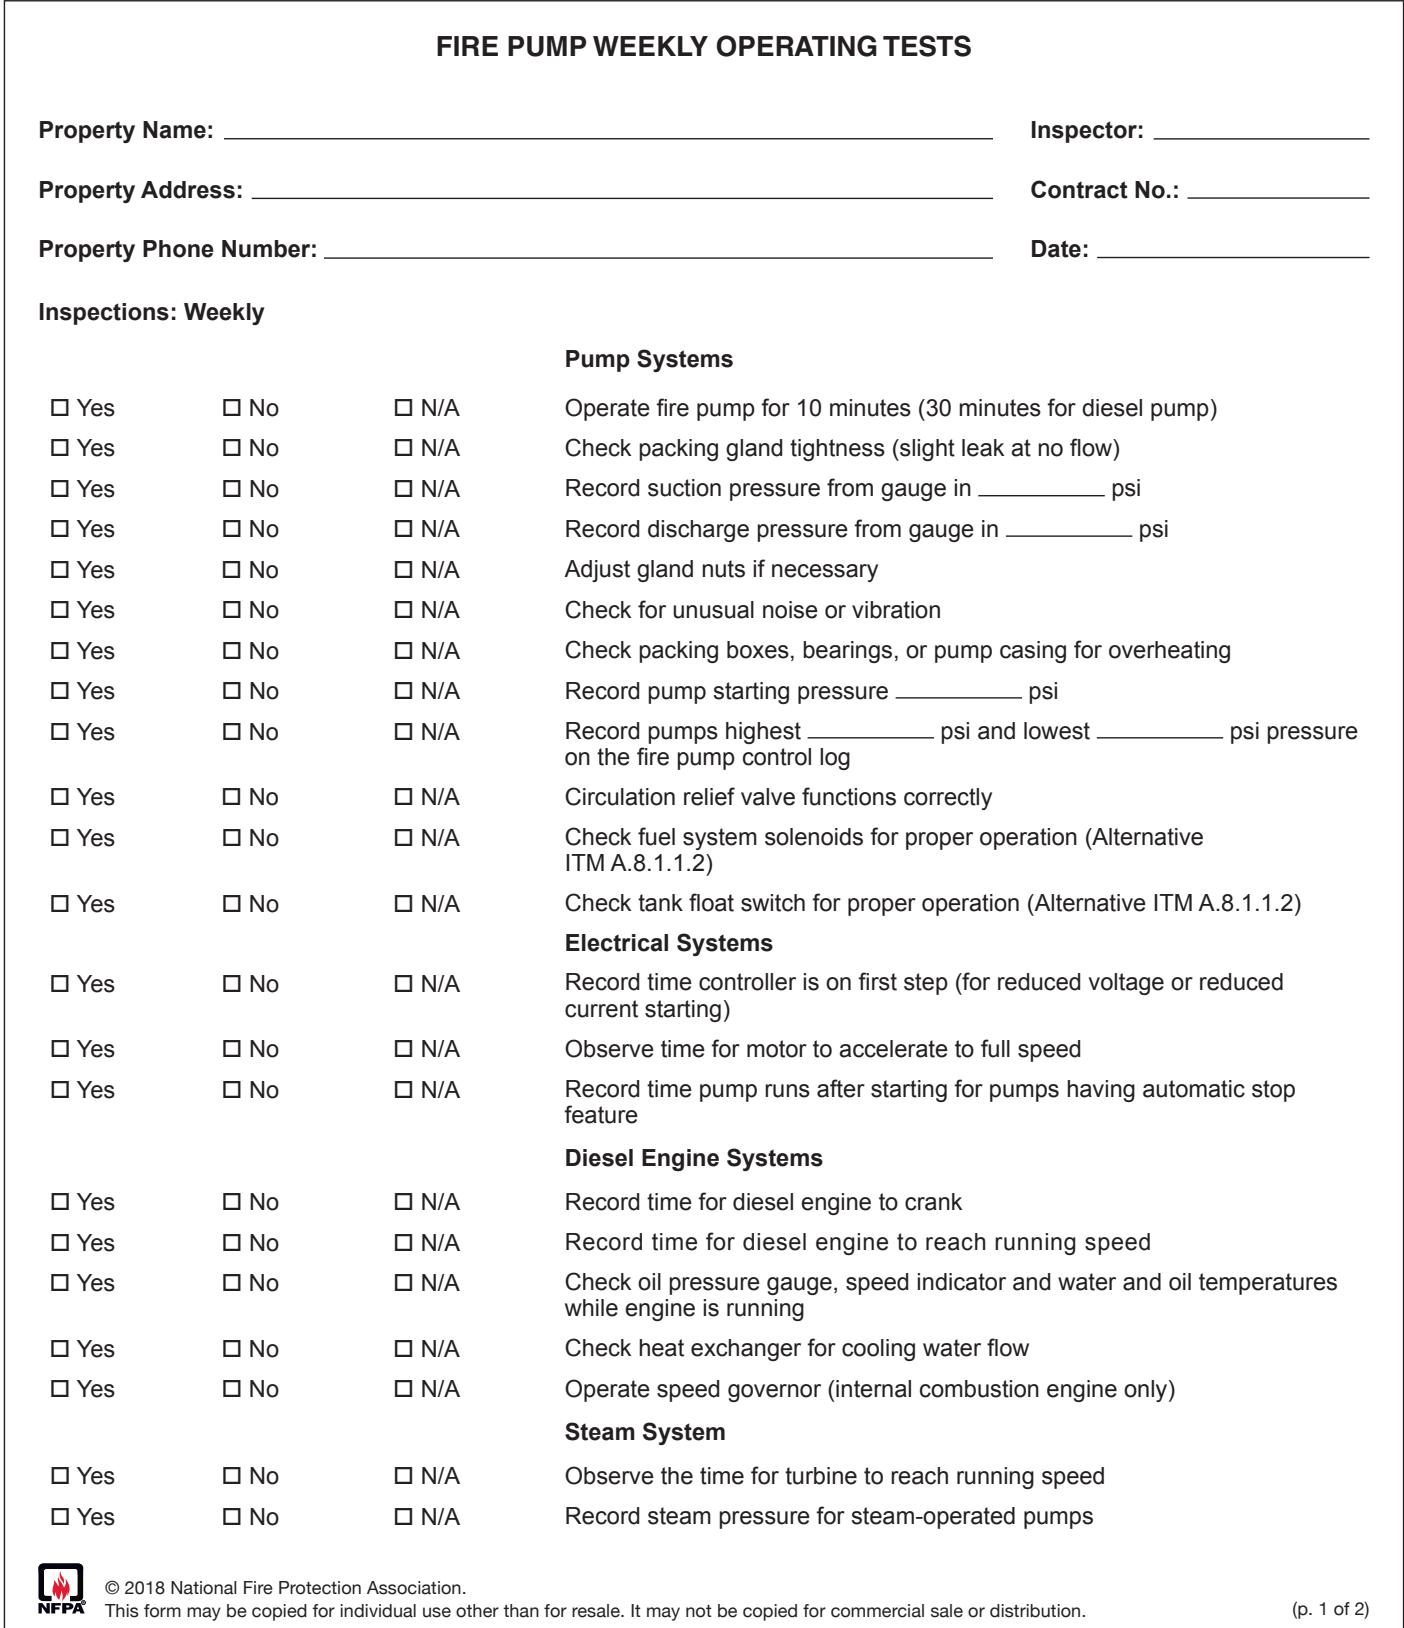 FIRE PUMP WEEKLY OPERATING TESTS
Property Name: Inspector:
Property Address: Contract No.:
Property Phone Number: Date:
Inspections: Weekly
Pump Systems
☐ Yes ☐ No ☐ N/A Operate fire pump for 10 minutes (30 minutes for diesel pump)
☐ Yes ☐ No ☐ N/A Check packing gland tightness (slight leak at no flow)
☐ Yes ☐ No ☐ N/A Record suction pressure from gauge in ________ psi
☐ Yes ☐ No ☐ N/A Record discharge pressure from gauge in ________ psi
☐ Yes ☐ No ☐ N/A Adjust gland nuts if necessary
☐ Yes ☐ No ☐ N/A Check for unusual noise or vibration
☐ Yes ☐ No ☐ N/A Check packing boxes, bearings, or pump casing for overheating
☐ Yes ☐ No ☐ N/A Record pump starting pressure ________ psi
☐ Yes ☐ No ☐ N/A Record pumps highest ________ psi and lowest ________ psi pressure
on the fire pump control log
☐ Yes ☐ No ☐ N/A Circulation relief valve functions correctly
☐ Yes ☐ No ☐ N/A Check fuel system solenoids for proper operation (Alternative
ITM A.8.1.1.2)
☐ Yes ☐ No ☐ N/A Check tank float switch for proper operation (Alternative ITM A.8.1.1.2)
Electrical Systems
☐ Yes ☐ No ☐ N/A Record time controller is on first step (for reduced voltage or reduced
current starting)
☐ Yes ☐ No ☐ N/A Observe time for motor to accelerate to full speed
☐ Yes ☐ No ☐ N/A Record time pump runs after starting for pumps having automatic stop
feature
Diesel Engine Systems
☐ Yes ☐ No ☐ N/A Record time for diesel engine to crank
☐ Yes ☐ No ☐ N/A Record time for diesel engine to reach running speed
☐ Yes ☐ No ☐ N/A Check oil pressure gauge, speed indicator and water and oil temperatures
while engine is running
☐ Yes ☐ No ☐ N/A Check heat exchanger for cooling water flow
☐ Yes ☐ No ☐ N/A Operate speed governor (internal combustion engine only)
Steam System
☐ Yes ☐ No ☐ N/A Observe the time for turbine to reach running speed
☐ Yes ☐ No ☐ N/A Record steam pressure for steam-operated pumps
NFPA®
© 2018 National Fire Protection Association.
This form may be copied for individual use other than for resale. It may not be copied for commercial sale or distribution. (p. 1 of 2)